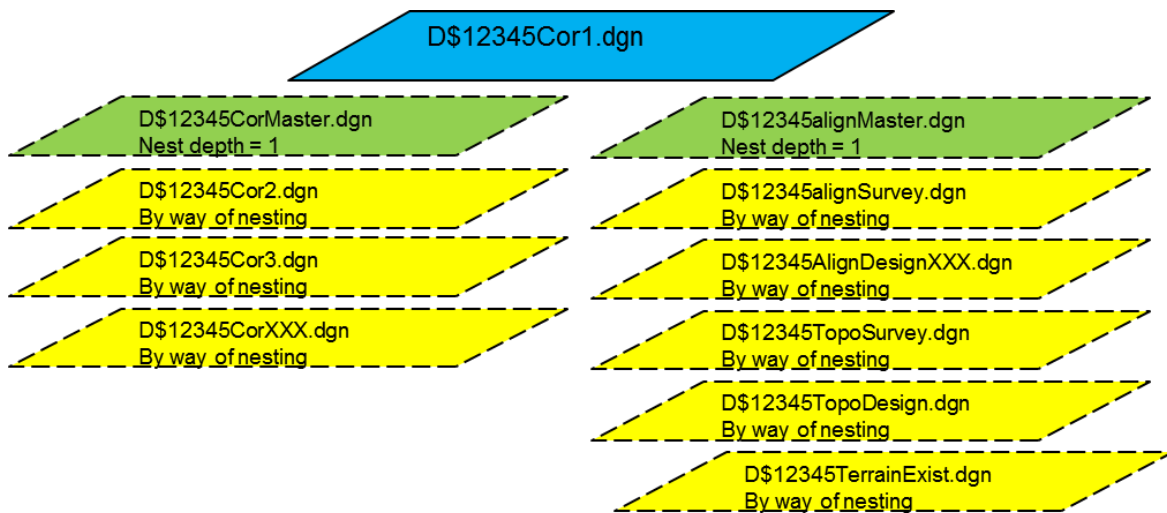 D$12345Cor1.dgn
D$12345CorMaster.dgn
Nest depth = 1
D$12345Cor2.dgn
By way of nesting
D$12345Cor3.dgn
By way of nesting
D$12345CorXXX.dgn
By way of nesting
D$12345alignMaster.dgn
Nest depth = 1
D$12345alignSurvey.dgn
By way of nesting
D$12345AlignDesignXXX.dgn
By way of nesting
D$12345TopoSurvey.dgn
By way of nesting
D$12345TopoDesign.dgn
By way of nesting
D$12345TerrainExist.dgn
By way of nesting